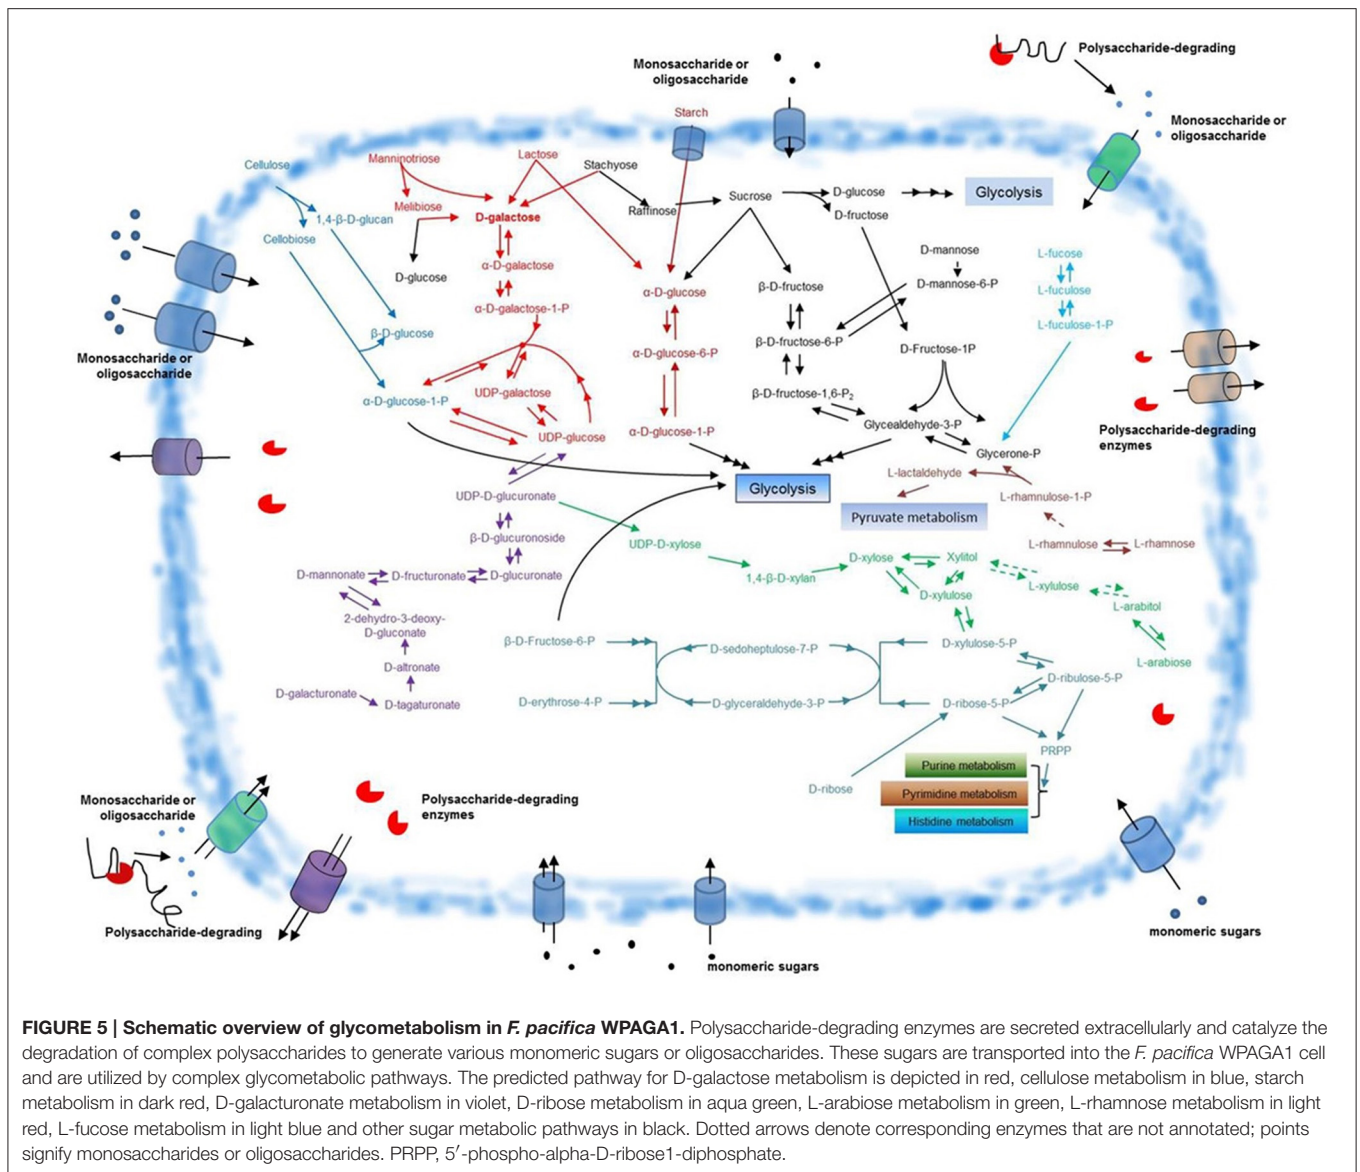 Polysaccharide-degrading
Monosaccharide or
oligosaccharide
Monosaccharide or
oligosaccharide
Starch
Cellulose
Manninotriose
Lactose
Stachyose
Sucrose
D-glucose
Glycolysis
1,4-β-D-glucan
Melibiose
D-galactose
Raffinose
D-fructose
Cellobiose
D-glucose
α-D-galactose
D-mannose
L-fucose
α-D-galactose-1-P
α-D-glucose
β-D-fructose
D-mannose-6-P
L-fuculose
β-D-glucose
L-fuculose-1-P
Monosaccharide or
oligosaccharide
α-D-glucose-6-P
β-D-fructose-6-P
D-Fructose-1P
α-D-glucose-1-P
UDP-galactose
β-D-fructose-1,6-P₂
UDP-glucose
α-D-glucose-1-P
Glycealdehyde-3-P
Glycerone-P
Polysaccharide-degrading
enzymes
L-lactaldehyde
Glycolysis
UDP-D-glucuronate
L-rhamnulose-1-P
Pyruvate metabolism
β-D-glucuronoside
UDP-D-xylose
L-rhamnulose
L-rhamnose
D-mannonate
D-fructuronate
D-glucuronate
1,4-β-D-xylan
D-xylose
Xylitol
L-xylulose
D-xylulose
L-arabitol
2-dehydro-3-deoxy-
D-gluconate
β-D-Fructose-6-P
D-sedoheptulose-7-P
D-xylulose-5-P
L-arabiose
D-altronate
D-ribulose-5-P
D-galacturonate
D-tagaturonate
D-erythrose-4-P
D-glyceraldehyde-3-P
D-ribose-5-P
PRPP
Purine metabolism
D-ribose
Pyrimidine metabolism
Histidine metabolism
Monosaccharide or
oligosaccharide
Polysaccharide-degrading
enzymes
Polysaccharide-degrading
monomeric sugars
monomeric sugars
FIGURE 5 | Schematic overview of glycometabolism in F. pacifica WPAGA1. Polysaccharide-degrading enzymes are secreted extracellularly and catalyze the
degradation of complex polysaccharides to generate various monomeric sugars or oligosaccharides. These sugars are transported into the F. pacifica WPAGA1 cell
and are utilized by complex glycometabolic pathways. The predicted pathway for D-galactose metabolism is depicted in red, cellulose metabolism in blue, starch
metabolism in dark red, D-galacturonate metabolism in violet, D-ribose metabolism in aqua green, L-arabiose metabolism in green, L-rhamnose metabolism in light
red, L-fucose metabolism in light blue and other sugar metabolic pathways in black. Dotted arrows denote corresponding enzymes that are not annotated; points
signify monosaccharides or oligosaccharides. PRPP, 5′-phospho-alpha-D-ribose1-diphosphate.